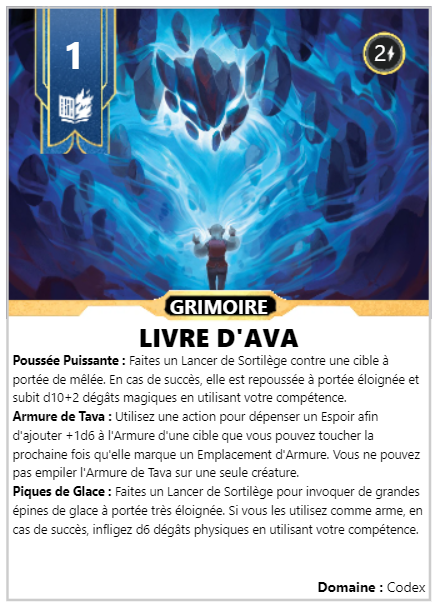 1
2
GRIMOIRE
LIVRE D'AVA
Poussée Puissante : Faites un Lancer de Sortilège contre une cible à
portée de mêlée. En cas de succès, elle est repoussée à portée éloignée et
subit d10+2 dégâts magiques en utilisant votre compétence.
Armure de Tava : Utilisez une action pour dépenser un Espoir afin
d'ajouter +1d6 à l'Armure d'une cible que vous pouvez toucher la
prochaine fois qu'elle marque un Emplacement d'Armure. Vous ne pouvez
pas empiler l'Armure de Tava sur une seule créature.
Piques de Glace : Faites un Lancer de Sortilège pour invoquer de grandes
épines de glace à portée très éloignée. Si vous les utilisez comme arme, en
cas de succès, infligez d6 dégâts physiques en utilisant votre compétence.
Domaine : Codex